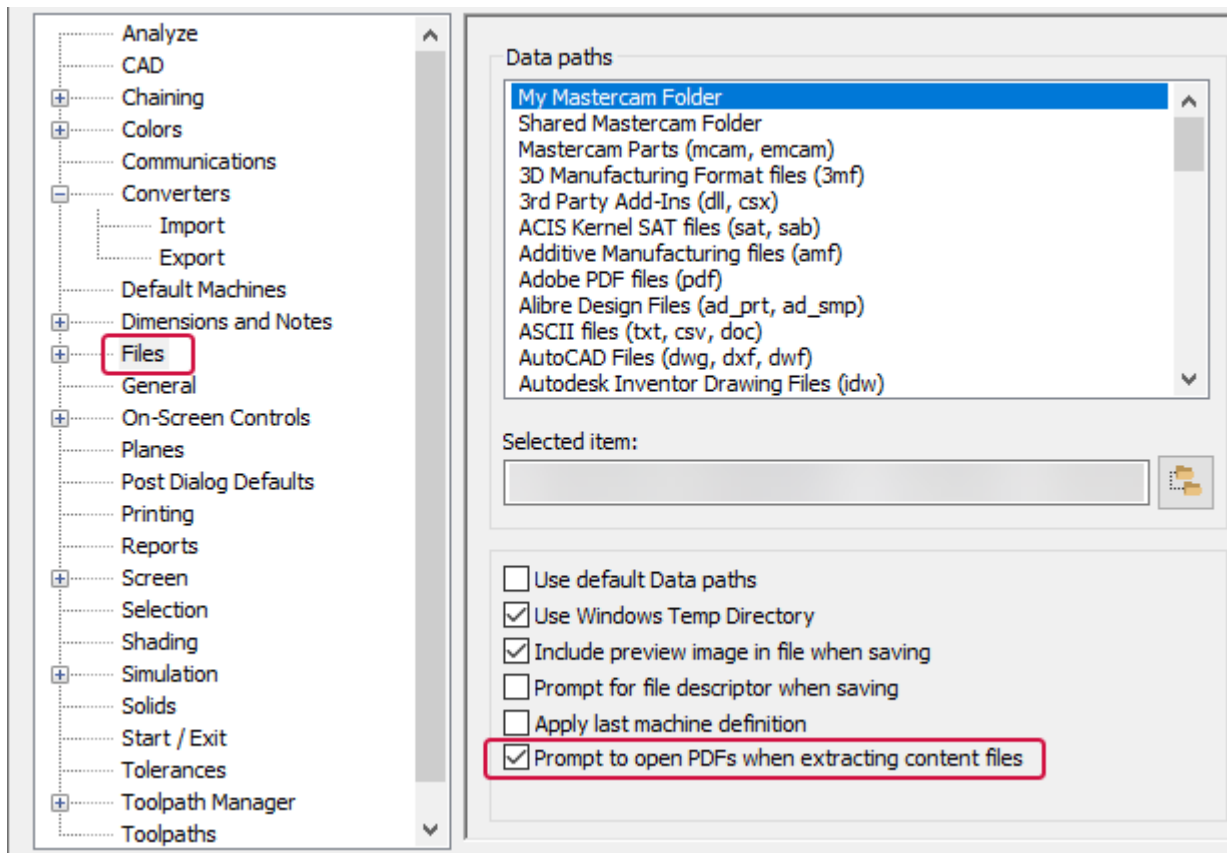 Analyze
CAD
Chaining
Colors
Communications
Converters
Import
Export
Default Machines
Dimensions and Notes
Files
General
On-Screen Controls
Planes
Post Dialog Defaults
Printing
Reports
Screen
Selection
Shading
Simulation
Solids
Start / Exit
Tolerances
Toolpath Manager
Toolpaths
Data paths
My Mastercam Folder
Shared Mastercam Folder
Mastercam Parts (mcam, emcam)
3D Manufacturing Format files (3mf)
3rd Party Add-Ins (dll, csx)
ACIS Kernel SAT files (sat, sab)
Additive Manufacturing files (amf)
Adobe PDF files (pdf)
Alibre Design Files (ad_prt, ad_smp)
ASCII files (txt, csv, doc)
AutoCAD Files (dwg, dxf, dwf)
Autodesk Inventor Drawing Files (idw)
Selected item:
Use default Data paths
Use Windows Temp Directory
Include preview image in file when saving
Prompt for file descriptor when saving
Apply last machine definition
Prompt to open PDFs when extracting content files